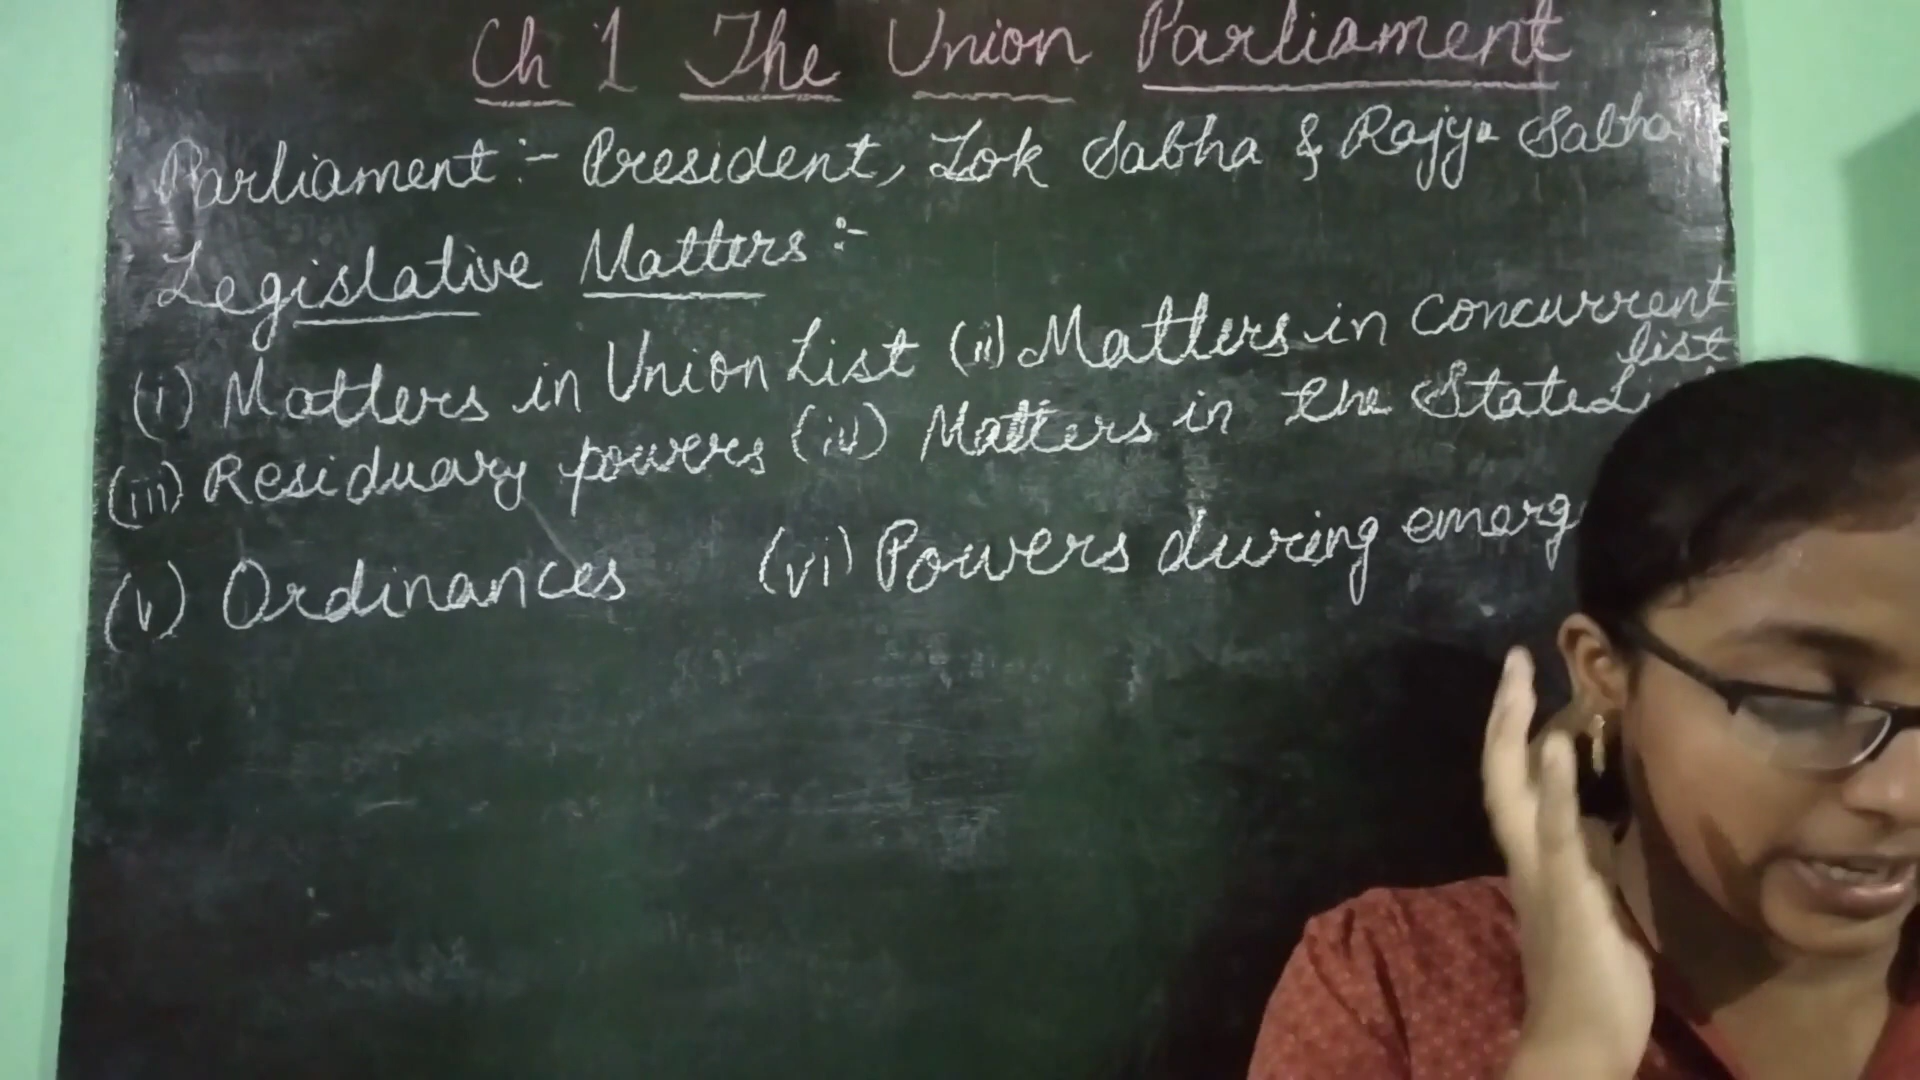 Ch 1 The Union Parliament
Parliament :- President, Lok Sabha & Rajya Sabha
Legislative Matters :-
(i) Matters in Union List (ii) Matters in concurrent list
(iii) Residuary powers (iv) Matters in the State
(v) Ordinances (vi) Powers during